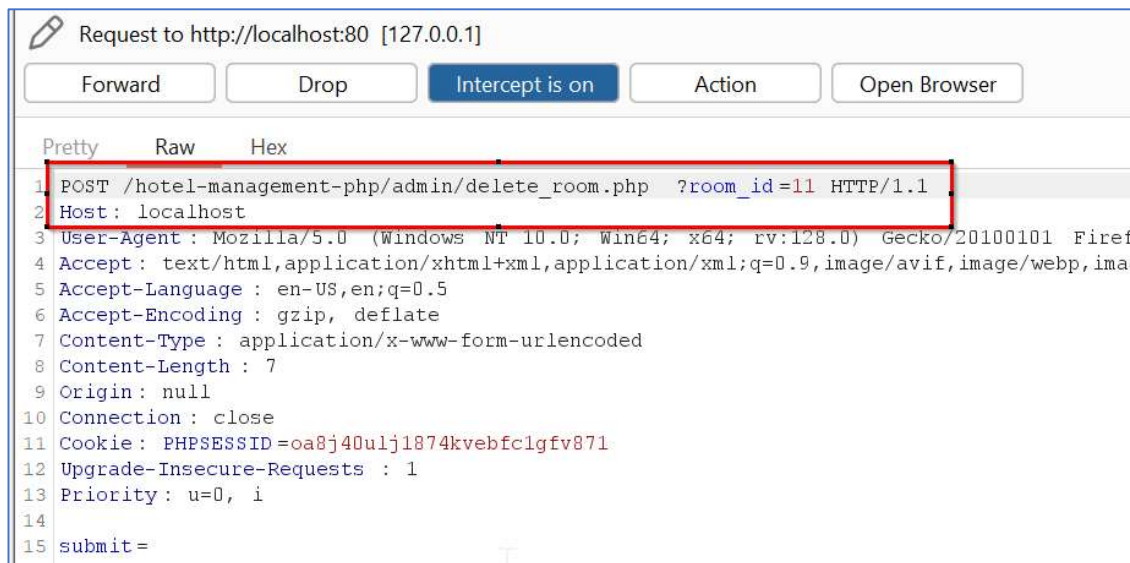 Request to http://localhost:80 [127.0.0.1]
Forward Drop Intercept is on Action Open Browser
Pretty Raw Hex
1 POST /hotel-management-php/admin/delete_room.php ?room_id=11 HTTP/1.1
2 Host: localhost
3 User-Agent: Mozilla/5.0 (Windows NT 10.0; Win64; x64; rv:128.0) Gecko/20100101 Firef
4 Accept: text/html,application/xhtml+xml,application/xml;q=0.9,image/avif,image/webp,ima
5 Accept-Language : en-US,en;q=0.5
6 Accept-Encoding : gzip, deflate
7 Content-Type : application/x-www-form-urlencoded
8 Content-Length : 7
9 Origin: null
10 Connection: close
11 Cookie: PHPSESSID=oa8j40ulj1874kvebfc1gfv871
12 Upgrade-Insecure-Requests : 1
13 Priority: u=0, i
14
15 submit=